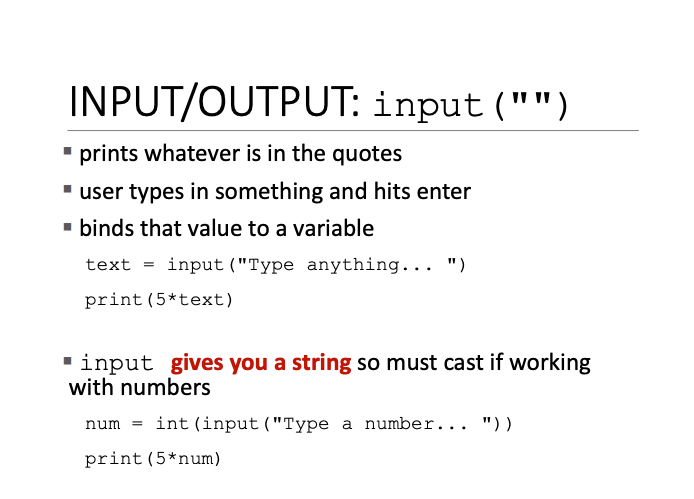 INPUT/OUTPUT: input("")
▪ prints whatever is in the quotes
▪ user types in something and hits enter
▪ binds that value to a variable
text = input("Type anything... ")
print(5*text)
▪ input gives you a string so must cast if working
with numbers
num = int(input("Type a number... "))
print(5*num)